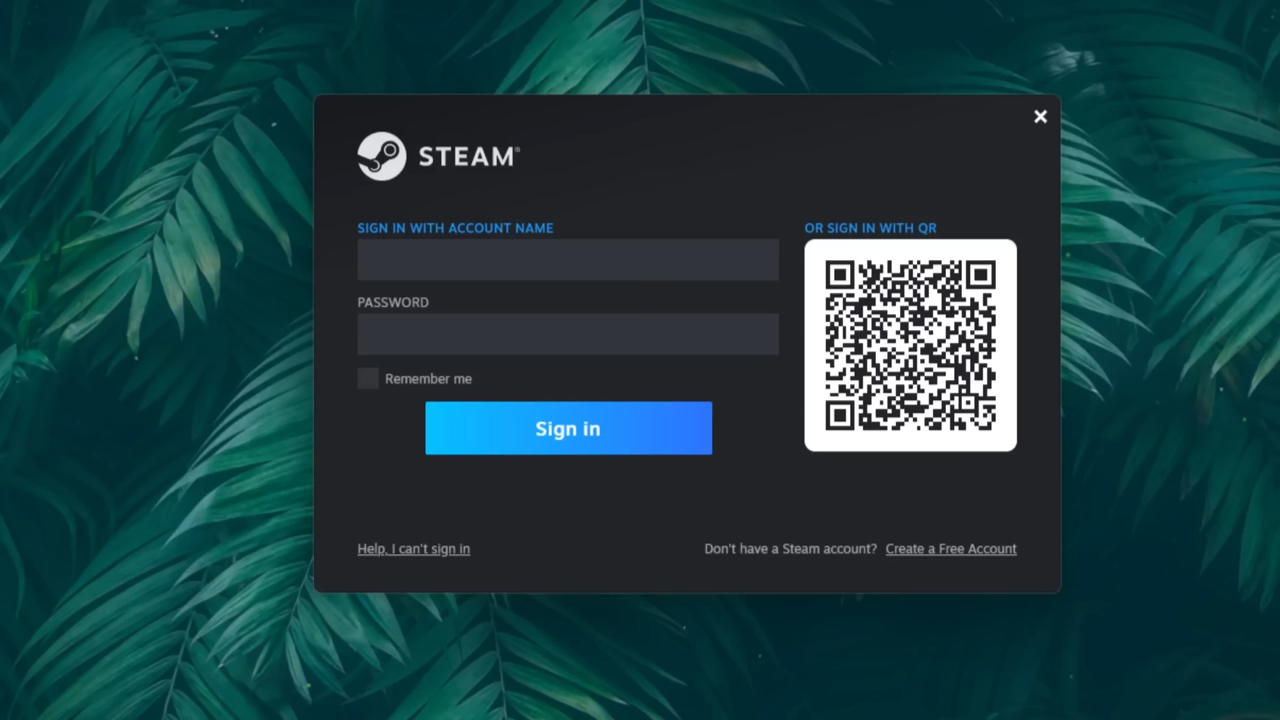 STEAM®
SIGN IN WITH ACCOUNT NAME
PASSWORD
Remember me
Sign in
OR SIGN IN WITH QR
Help, I can't sign in
Don't have a Steam account? Create a Free Account